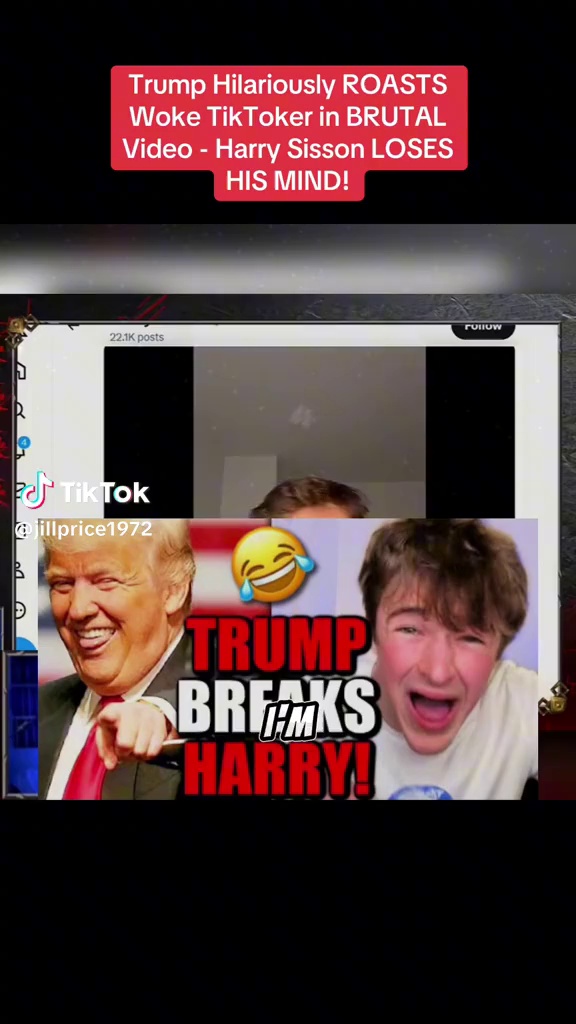 Trump Hilariously ROASTS
Woke TikToker in BRUTAL
Video - Harry Sisson LOSES
HIS MIND!
22.1K posts
Follow
4
TikTok
@jillprice1972
TRUMP
BREAKS
I'M
HARRY!